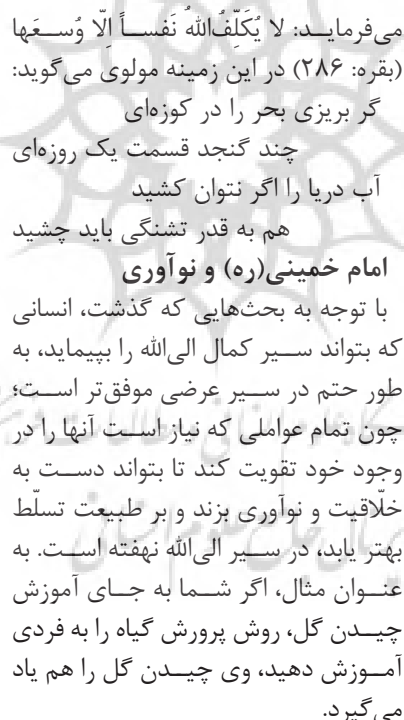 می‌فرماید: لا یُکَلِّفُ‌اللهُ نَفساً اِلّا وُسعَها
(بقره: ۲۸۶) در این زمینه مولوی می‌گوید:
گر بریزی بحر را در کوزه‌ای
چند گنجد قسمت یک روزه‌ای
آب دریا را اگر نتوان کشید
هم به قدر تشنگی باید چشید
امام خمینی(ره) و نوآوری
با توجه به بحث‌هایی که گذشت، انسانی
که بتواند سیر کمال الی‌الله را بپیماید، به
طور حتم در سیر عرضی موفق‌تر است؛
چون تمام عواملی که نیاز است آنها را در
وجود خود تقویت کند تا بتواند دست به
خلّاقیت و نوآوری بزند و بر طبیعت تسلّط
بهتر یابد، در سیر الی‌الله نهفته است. به
عنوان مثال، اگر شما به جای آموزش
چیدن گل، روش پرورش گیاه را به فردی
آموزش دهید، وی چیدن گل را هم یاد
می‌گیرد.